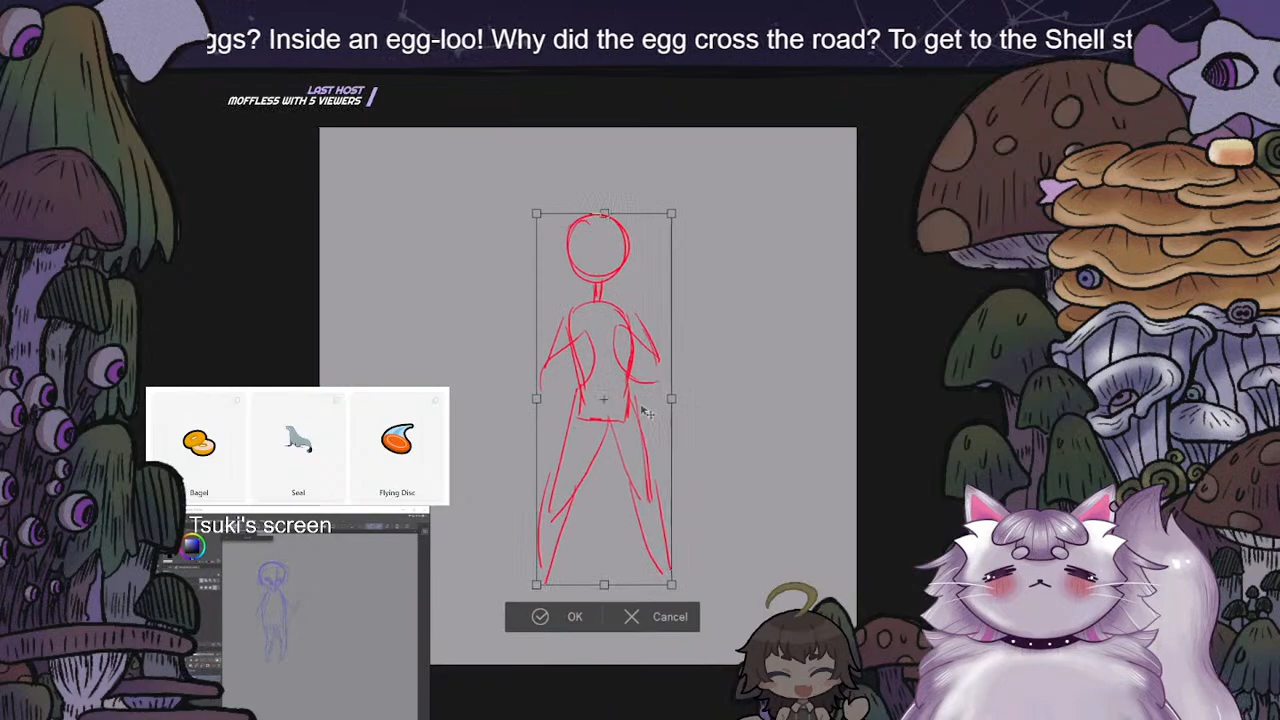 ggs? Inside an egg-loo! Why did the egg cross the road? To get to the Shell st
LAST HOST
MOFFLESS WITH 5 VIEWERS
Bagel
Seal
Flying Disc
Tsuki's screen
OK
Cancel